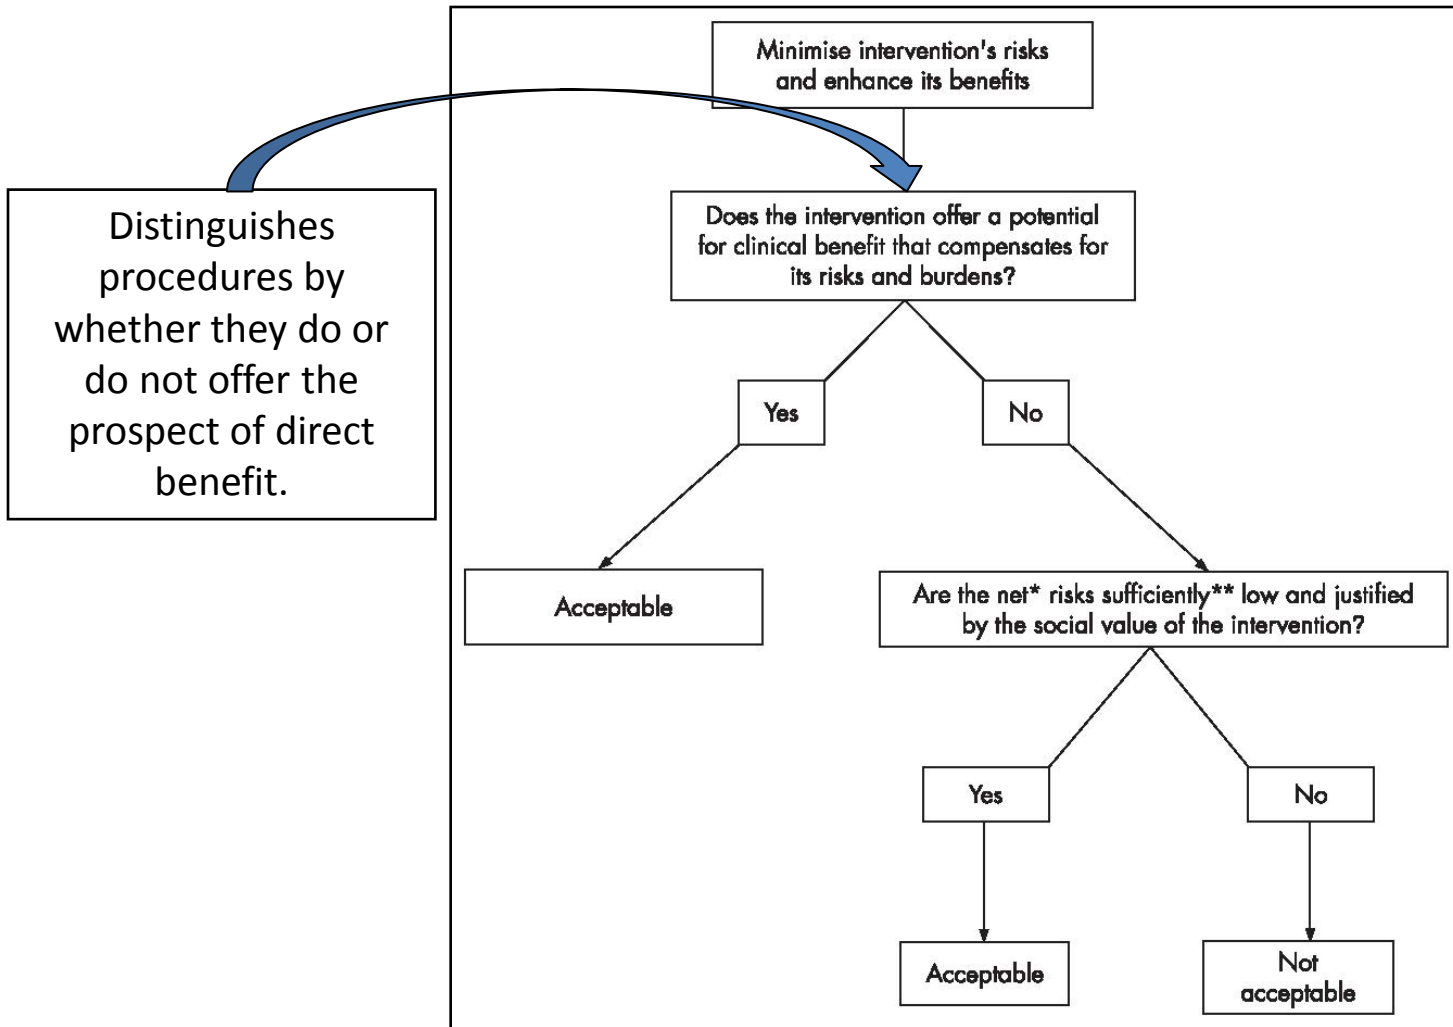 Minimise intervention's risks
and enhance its benefits
Distinguishes
procedures by
whether they do or
do not offer the
prospect of direct
benefit.
Does the intervention offer a potential
for clinical benefit that compensates for
its risks and burdens?
Yes
No
Acceptable
Are the net* risks sufficiently** low and justified
by the social value of the intervention?
Yes
No
Acceptable
Not
acceptable